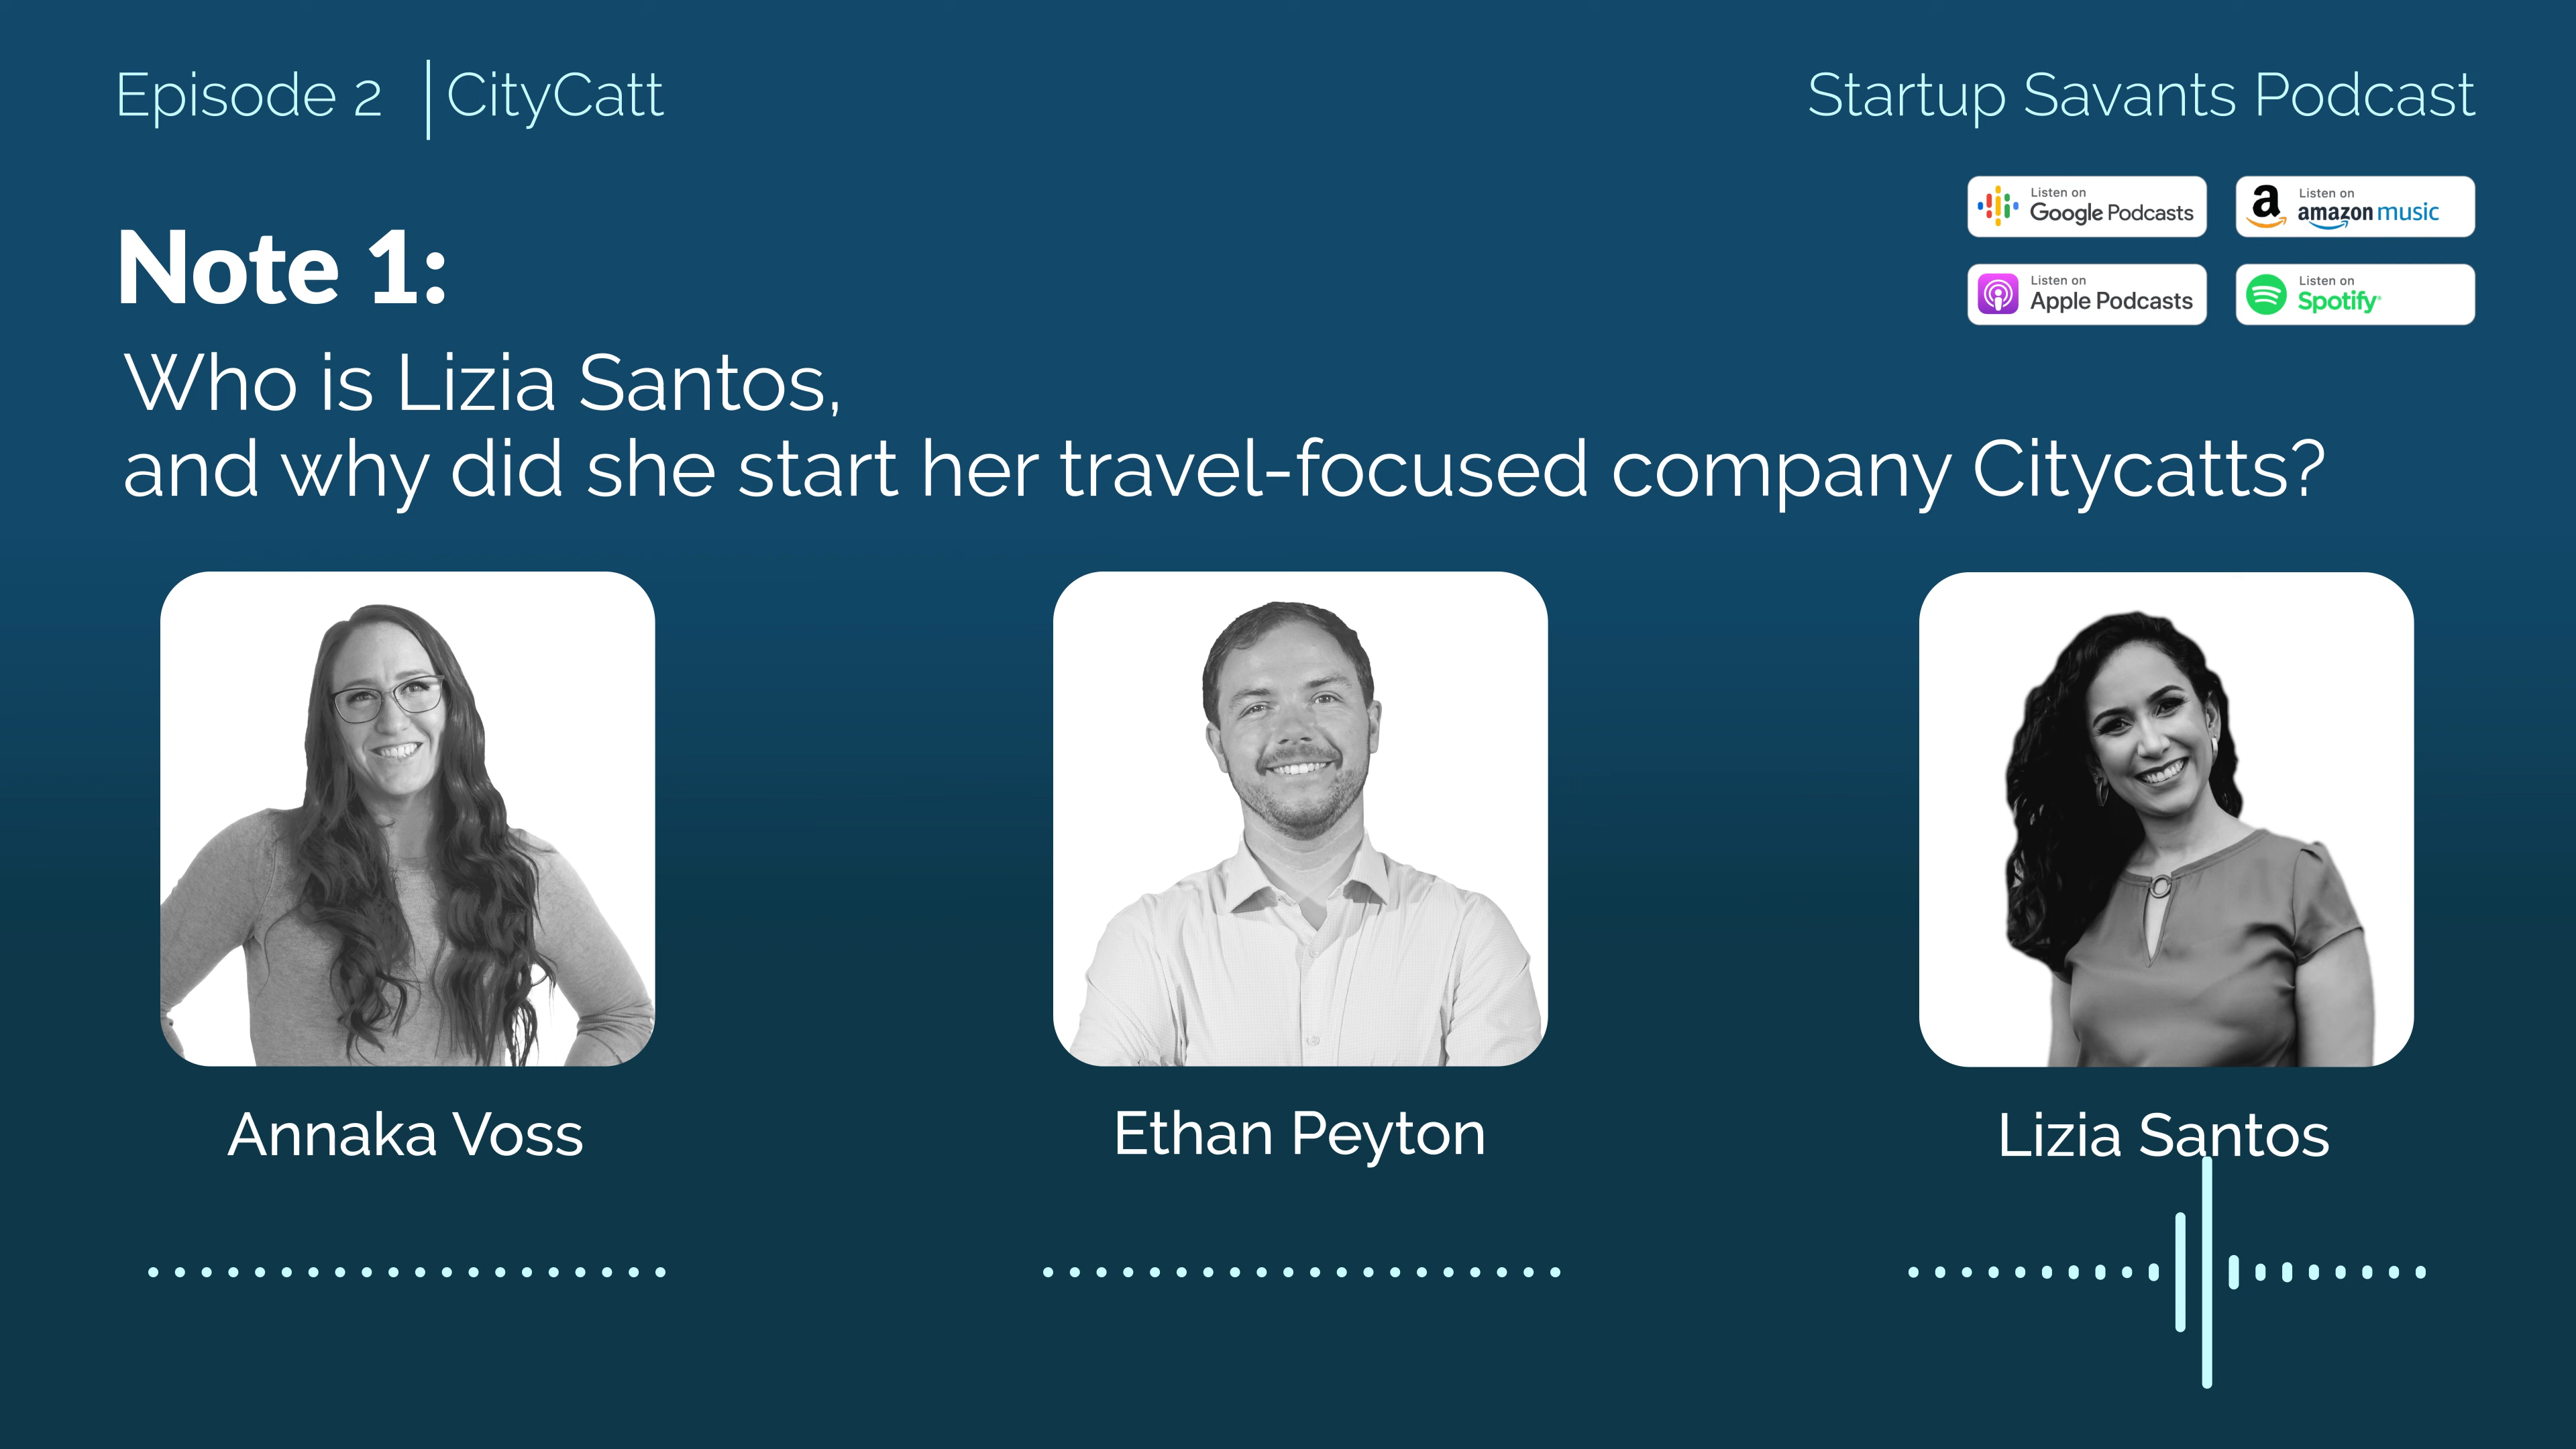 Episode 2 | CityCatt
Startup Savants Podcast
Listen on
Google Podcasts
Listen on
amazon music
Listen on
Apple Podcasts
Listen on
Spotify
Note 1:
Who is Lizia Santos,
and why did she start her travel-focused company Citycatts?
Annaka Voss
Ethan Peyton
Lizia Santos